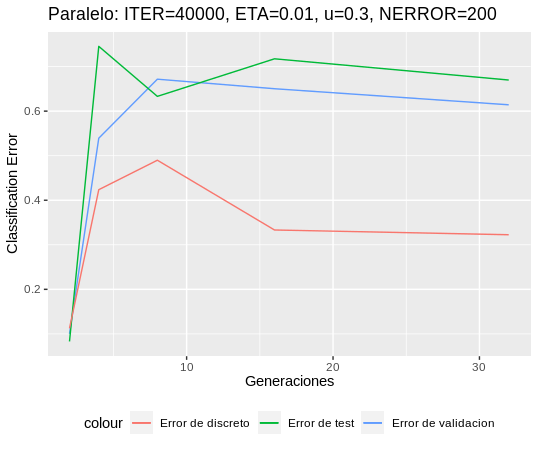 Paralelo: ITER=40000, ETA=0.01, u=0.3, NERROR=200
Classification Error
0.6
0.4
0.2
10 20 30
Generaciones
colour Error de discreto Error de test Error de validacion